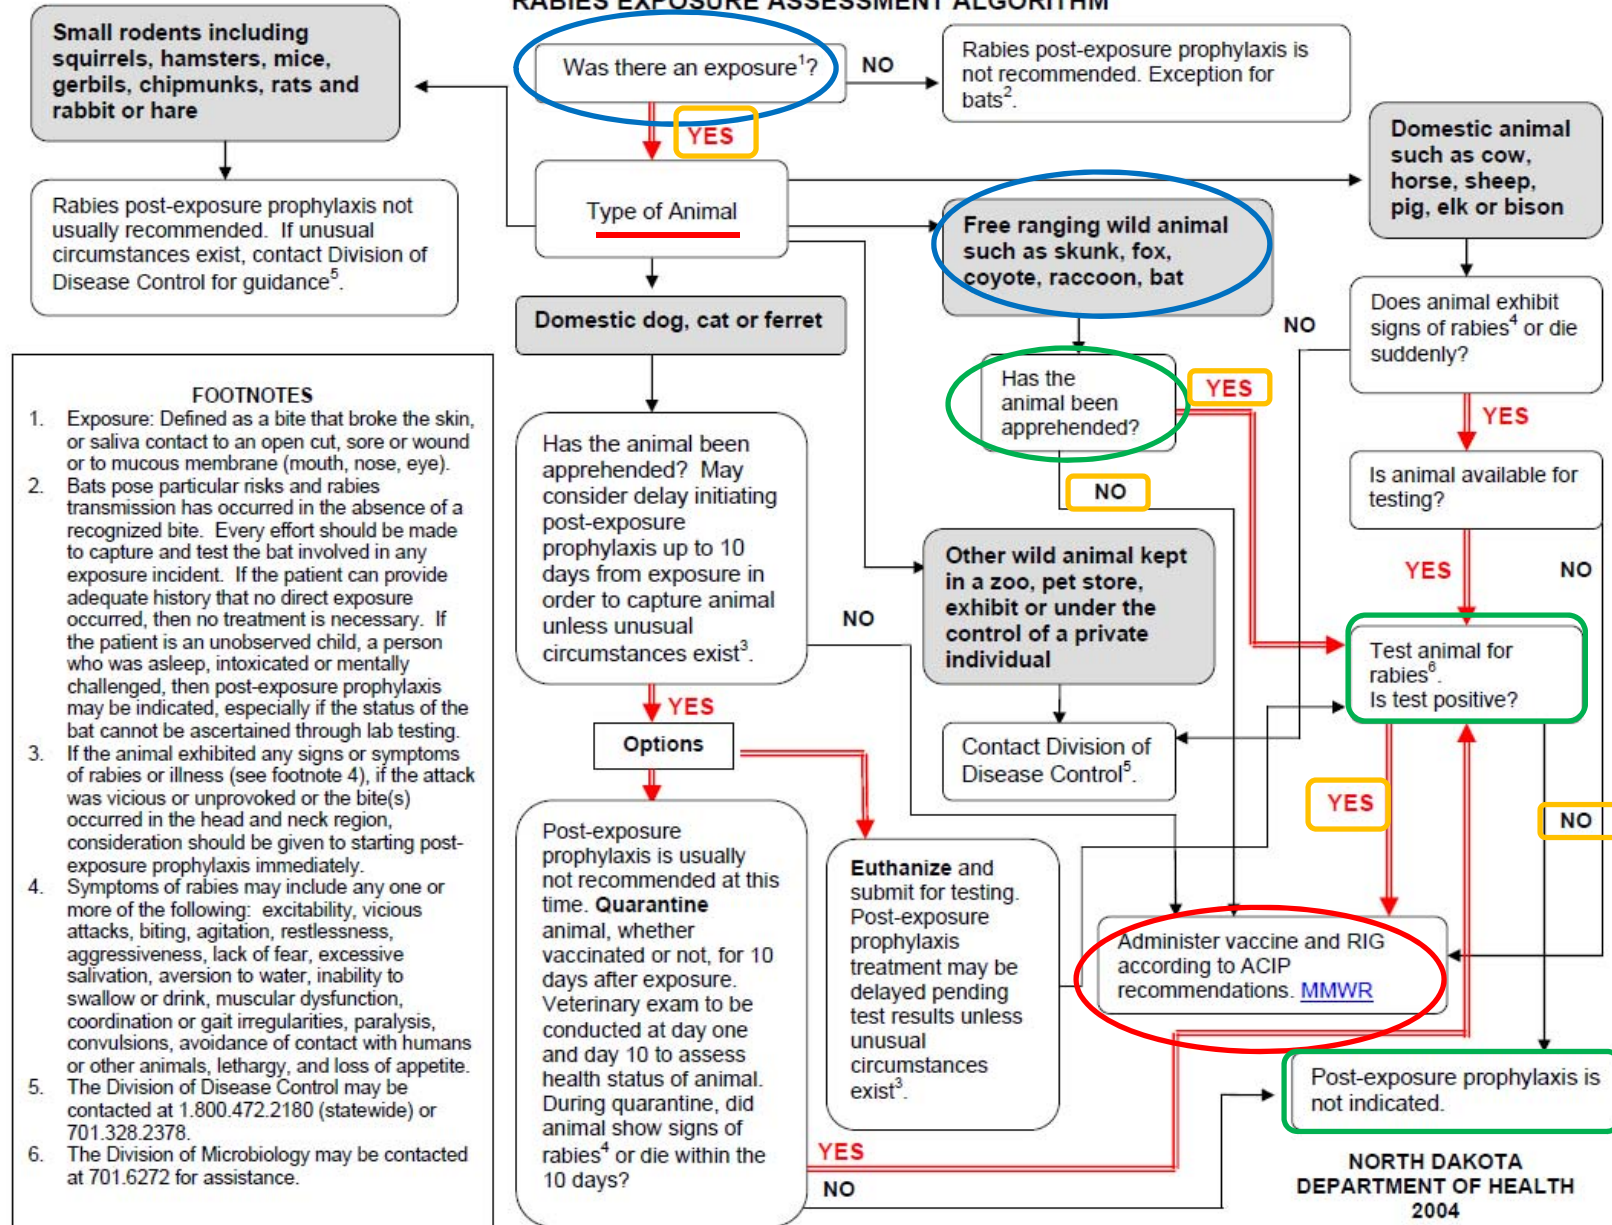 RABIES EXPOSURE ASSESSMENT ALGORITHM
Small rodents including
squirrels, hamsters, mice,
gerbils, chipmunks, rats and
rabbit or hare
Was there an exposure1?
NO
Rabies post-exposure prophylaxis is
not recommended. Exception for
bats2.
YES
Domestic animal
such as cow,
horse, sheep,
pig, elk or bison
Rabies post-exposure prophylaxis not
usually recommended. If unusual
circumstances exist, contact Division of
Disease Control for guidance5.
Type of Animal
Free ranging wild animal
such as skunk, fox,
coyote, raccoon, bat
Domestic dog, cat or ferret
Does animal exhibit
signs of rabies4 or die
suddenly?
NO
YES
Has the
animal been
apprehended?
YES
NO
Is animal available for
testing?
YES
NO
Has the animal been
apprehended? May
consider delay initiating
post-exposure
prophylaxis up to 10
days from exposure in
order to capture animal
unless unusual
circumstances exist3.
NO
YES
Other wild animal kept
in a zoo, pet store,
exhibit or under the
control of a private
individual
Test animal for
rabies6.
Is test positive?
Options
Contact Division of
Disease Control5.
YES
NO
Post-exposure
prophylaxis is usually
not recommended at this
time. Quarantine
animal, whether
vaccinated or not, for 10
days after exposure.
Veterinary exam to be
conducted at day one
and day 10 to assess
health status of animal.
During quarantine, did
animal show signs of
rabies4 or die within the
10 days?
YES
NO
Euthanize and
submit for testing.
Post-exposure
prophylaxis
treatment may be
delayed pending
test results unless
unusual
circumstances
exist3.
Administer vaccine and RIG
according to ACIP
recommendations. MMWR
Post-exposure prophylaxis is
not indicated.
FOOTNOTES
1. Exposure: Defined as a bite that broke the skin,
or saliva contact to an open cut, sore or wound
or to mucous membrane (mouth, nose, eye).
2. Bats pose particular risks and rabies
transmission has occurred in the absence of a
recognized bite. Every effort should be made
to capture and test the bat involved in any
exposure incident. If the patient can provide
adequate history that no direct exposure
occurred, then no treatment is necessary. If
the patient is an unobserved child, a person
who was asleep, intoxicated or mentally
challenged, then post-exposure prophylaxis
may be indicated, especially if the status of the
bat cannot be ascertained through lab testing.
3. If the animal exhibited any signs or symptoms
of rabies or illness (see footnote 4), if the attack
was vicious or unprovoked or the bite(s)
occurred in the head and neck region,
consideration should be given to starting post-
exposure prophylaxis immediately.
4. Symptoms of rabies may include any one or
more of the following: excitability, vicious
attacks, biting, agitation, restlessness,
aggressiveness, lack of fear, excessive
salivation, aversion to water, inability to
swallow or drink, muscular dysfunction,
coordination or gait irregularities, paralysis,
convulsions, avoidance of contact with humans
or other animals, lethargy, and loss of appetite.
5. The Division of Disease Control may be
contacted at 1.800.472.2180 (statewide) or
701.328.2378.
6. The Division of Microbiology may be contacted
at 701.6272 for assistance.
NORTH DAKOTA
DEPARTMENT OF HEALTH
2004